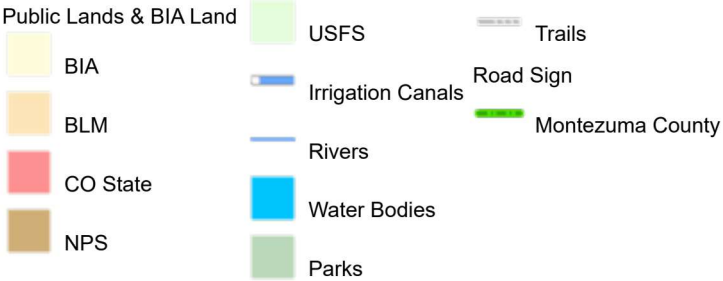 Public Lands & BIA Land
BIA
BLM
CO State
NPS
USFS
Irrigation Canals
Rivers
Water Bodies
Parks
Trails
Road Sign
Montezuma County